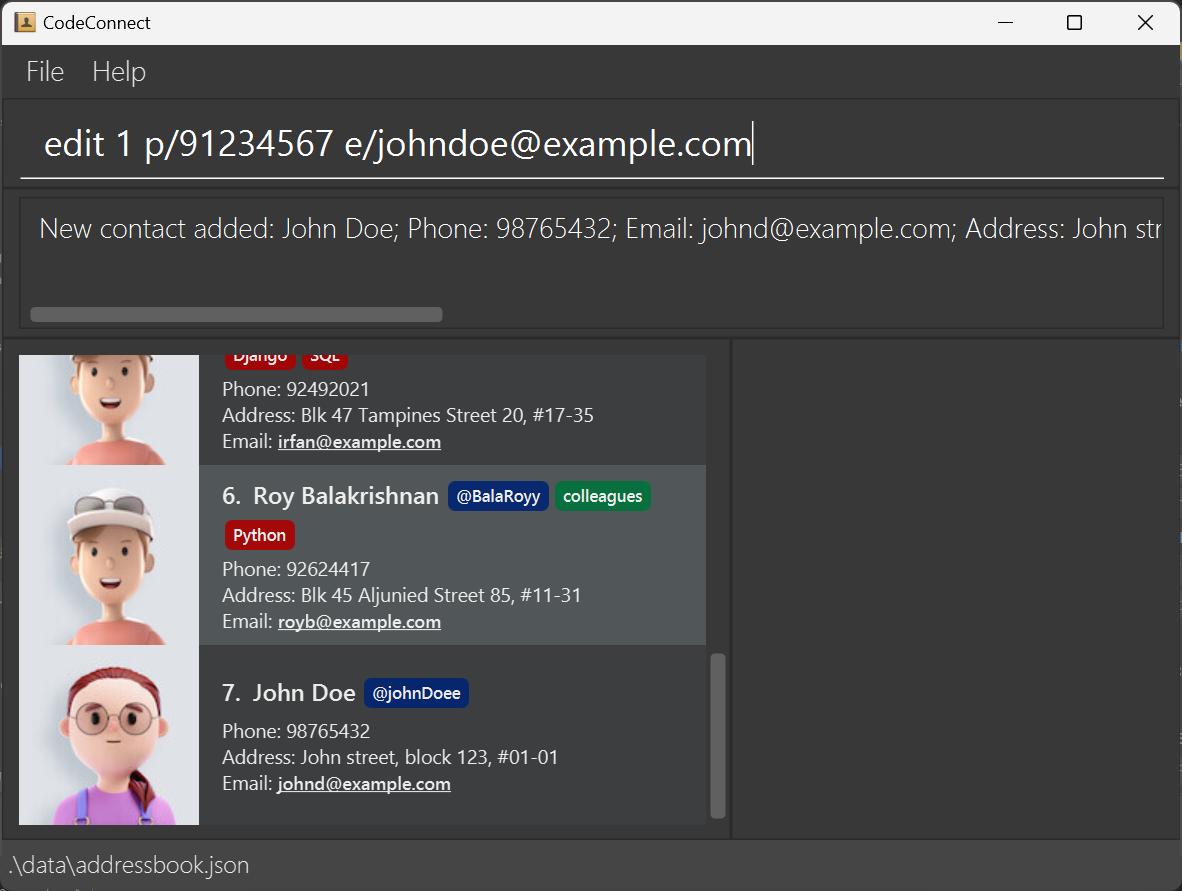 CodeConnect
File Help
edit 1 p/91234567 e/johndoe@example.com
New contact added: John Doe; Phone: 98765432; Email: johnd@example.com; Address: John str
Django SQL
Phone: 92492021
Address: Blk 47 Tampines Street 20, #17-35
Email: irfan@example.com
6. Roy Balakrishnan @BalaRoyy colleagues
Python
Phone: 92624417
Address: Blk 45 Aljunied Street 85, #11-31
Email: royb@example.com
7. John Doe @johnDoee
Phone: 98765432
Address: John street, block 123, #01-01
Email: johnd@example.com
.\data\addressbook.json